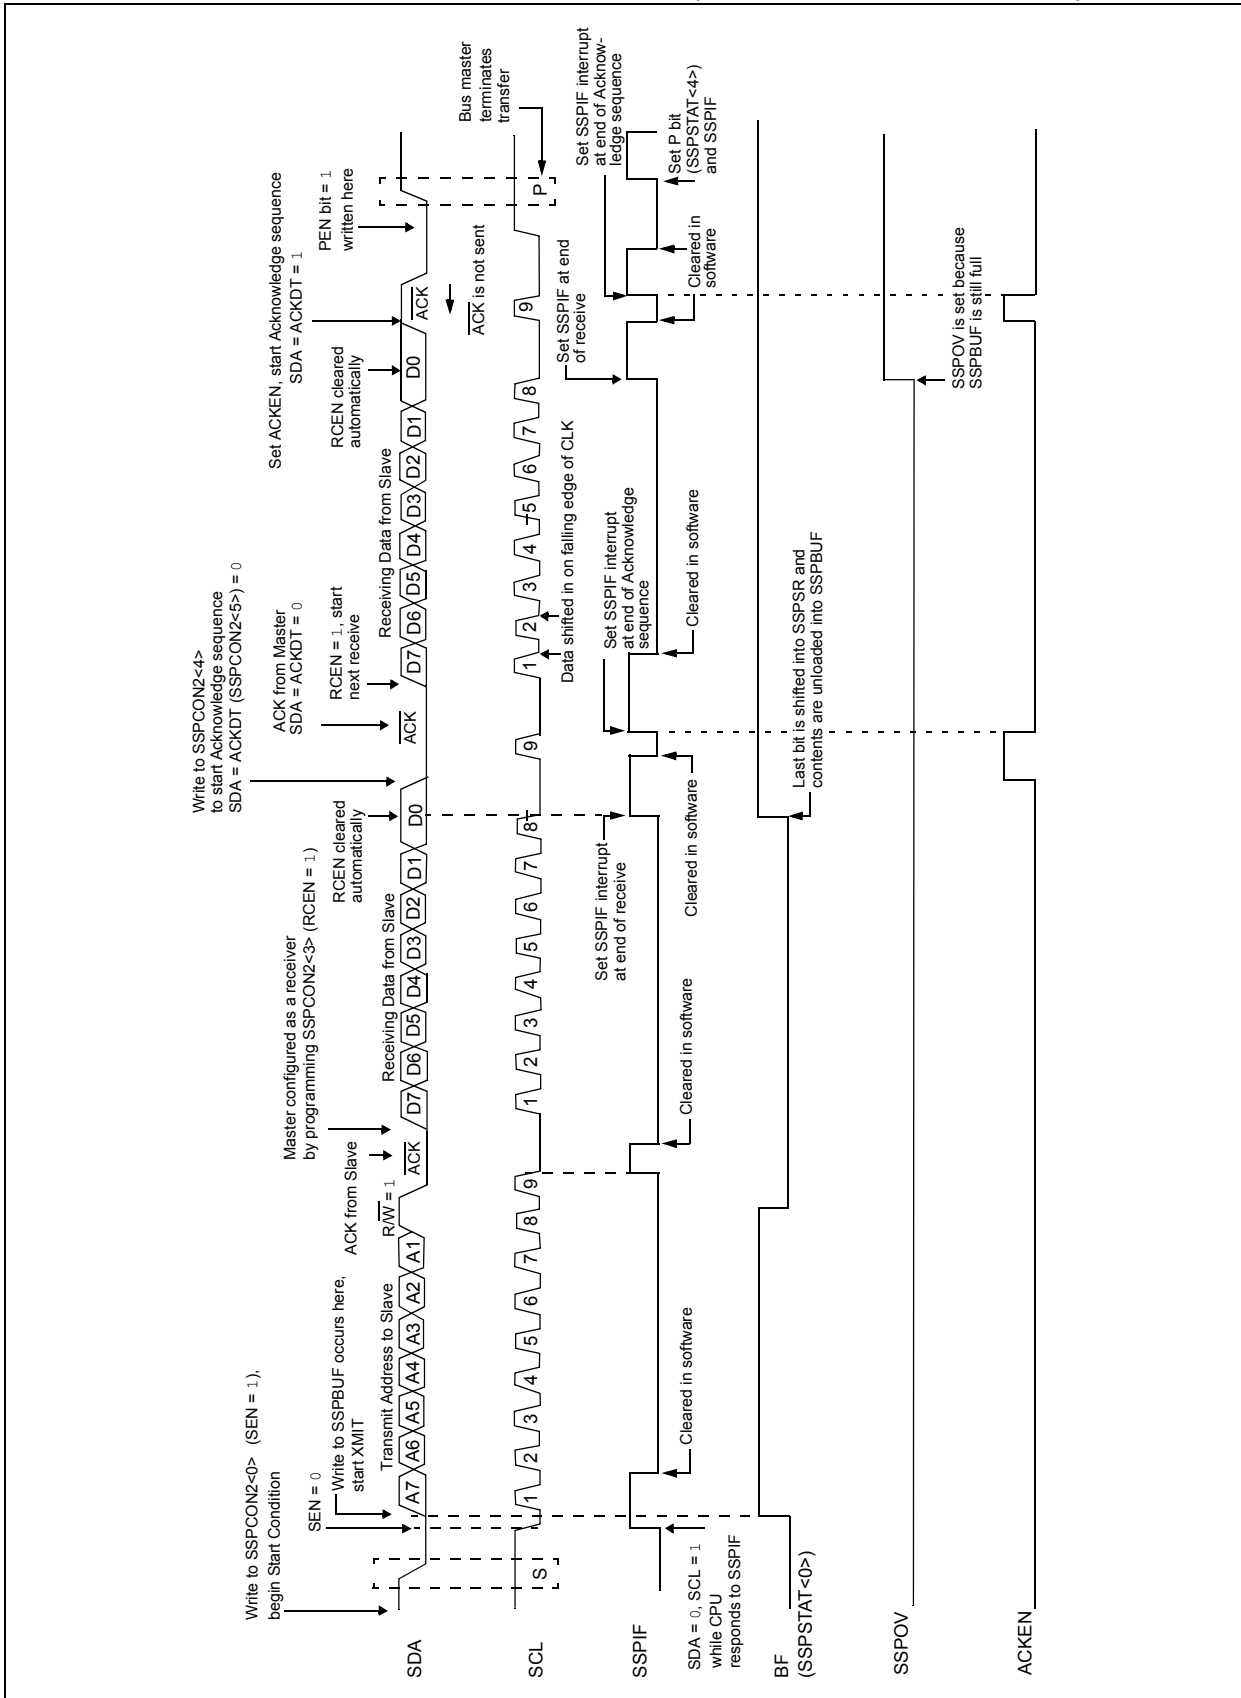 Write to SSPCON2<0> (SEN = 1),
begin Start Condition
SEN = 0
Write to SSPBUF occurs here,
start XMIT
ACK from Slave
Master configured as a receiver
by programming SSPCON2<3> (RCEN = 1)
RCEN cleared
automatically
Write to SSPCON2<4>
to start Acknowledge sequence
SDA = ACKDT (SSPCON2<5>) = 0
ACK from Master
SDA = ACKDT = 0
RCEN = 1, start
next receive
RCEN cleared
automatically
Set ACKEN, start Acknowledge sequence
SDA = ACKDT = 1
PEN bit = 1
written here
Transmit Address to Slave
R/W = 1
Receiving Data from Slave
Receiving Data from Slave
SDA
A7 A6 A5 A4 A3 A2 A1
ACK
D7 D6 D5 D4 D3 D2 D1 D0
ACK
D7 D6 D5 D4 D3 D2 D1 D0
ACK
ACK is not sent
Bus master
terminates
transfer
SCL
S
1 2 3 4 5 6 7 8 9
1 2 3 4 5 6 7 8 9
1 2 3 4 5 6 7 8 9
P
Data shifted in on falling edge of CLK
Set SSPIF interrupt
at end of receive
Set SSPIF interrupt
at end of Acknowledge
sequence
Set SSPIF at end
of receive
Set SSPIF interrupt
at end of Acknow-
ledge sequence
SSPIF
SDA = 0, SCL = 1
while CPU
responds to SSPIF
Cleared in software
Cleared in software
Cleared in software
Cleared in software
Cleared in
software
Set P bit
(SSPSTAT<4>)
and SSPIF
BF
(SSPSTAT<0>)
Last bit is shifted into SSPSR and
contents are unloaded into SSPBUF
SSPOV
SSPOV is set because
SSPBUF is still full
ACKEN